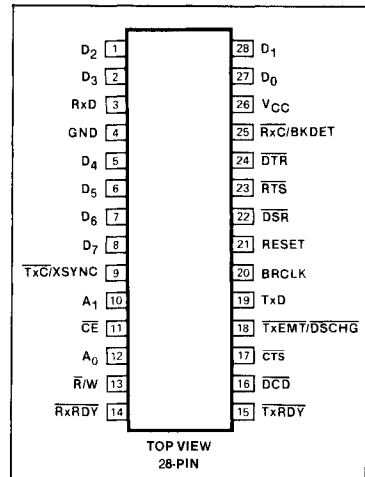 D2 1 28 D1
D3 2 27 D0
RxD 3 26 VCC
GND 4 25 RxC/BKDET
D4 5 24 DTR
D5 6 23 RTS
D6 7 22 DSR
D7 8 21 RESET
TxC/XSYNC 9 20 BRCLK
A1 10 19 TxD
CE 11 18 TxEMT/DSCHG
A0 12 17 CTS
R/W 13 16 DCD
RxRDY 14 15 TxRDY
TOP VIEW
28-PIN